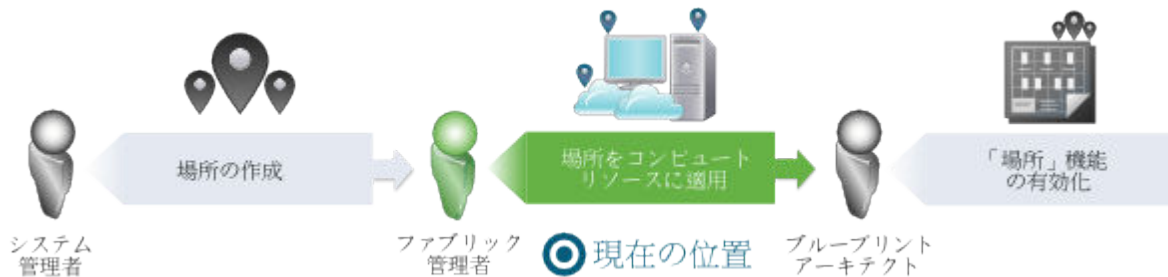 場所の作成
場所をコンピュート
リソースに適用
「場所」機能
の有効化
システム
管理者
ファブリック
管理者
現在の位置
ブループリント
アーキテクト